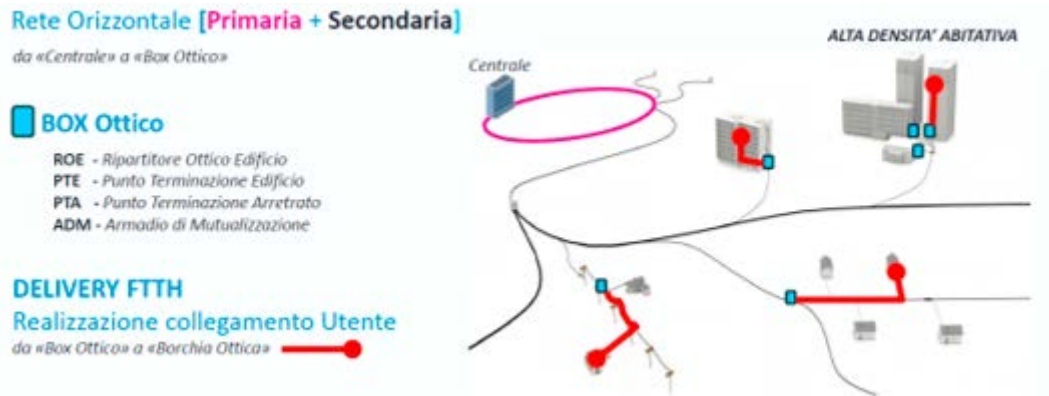 Rete Orizzontale [Primaria + Secondaria]
da «Centrale» a «Box Ottico»
BOX Ottico
ROE - Ripartitore Ottico Edificio
PTE - Punto Terminazione Edificio
PTA - Punto Terminazione Arretrato
ADM - Armadio di Mutualizzazione
DELIVERY FTTH
Realizzazione collegamento Utente
da «Box Ottico» a «Borchia Ottica»
Centrale
ALTA DENSITA' ABITATIVA